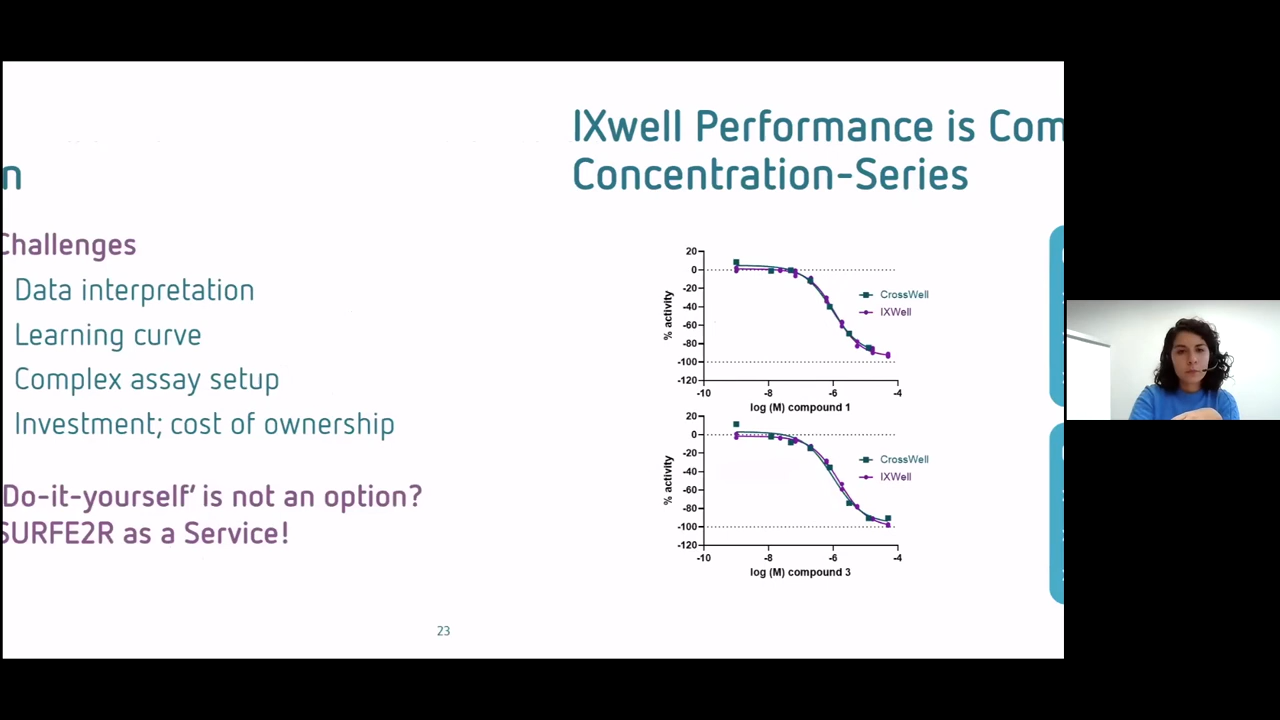 n
Challenges
Data interpretation
Learning curve
Complex assay setup
Investment; cost of ownership
Do-it-yourself’ is not an option?
SURFE2R as a Service!
23
IXwell Performance is Com
Concentration-Series
20
0
-20
-40
-60
-80
-100
-120
% activity
CrossWell
IXWell
-10
-8
-6
-4
log (M) compound 1
20
0
-20
-40
-60
-80
-100
-120
% activity
CrossWell
IXWell
-10
-8
-6
-4
log (M) compound 3